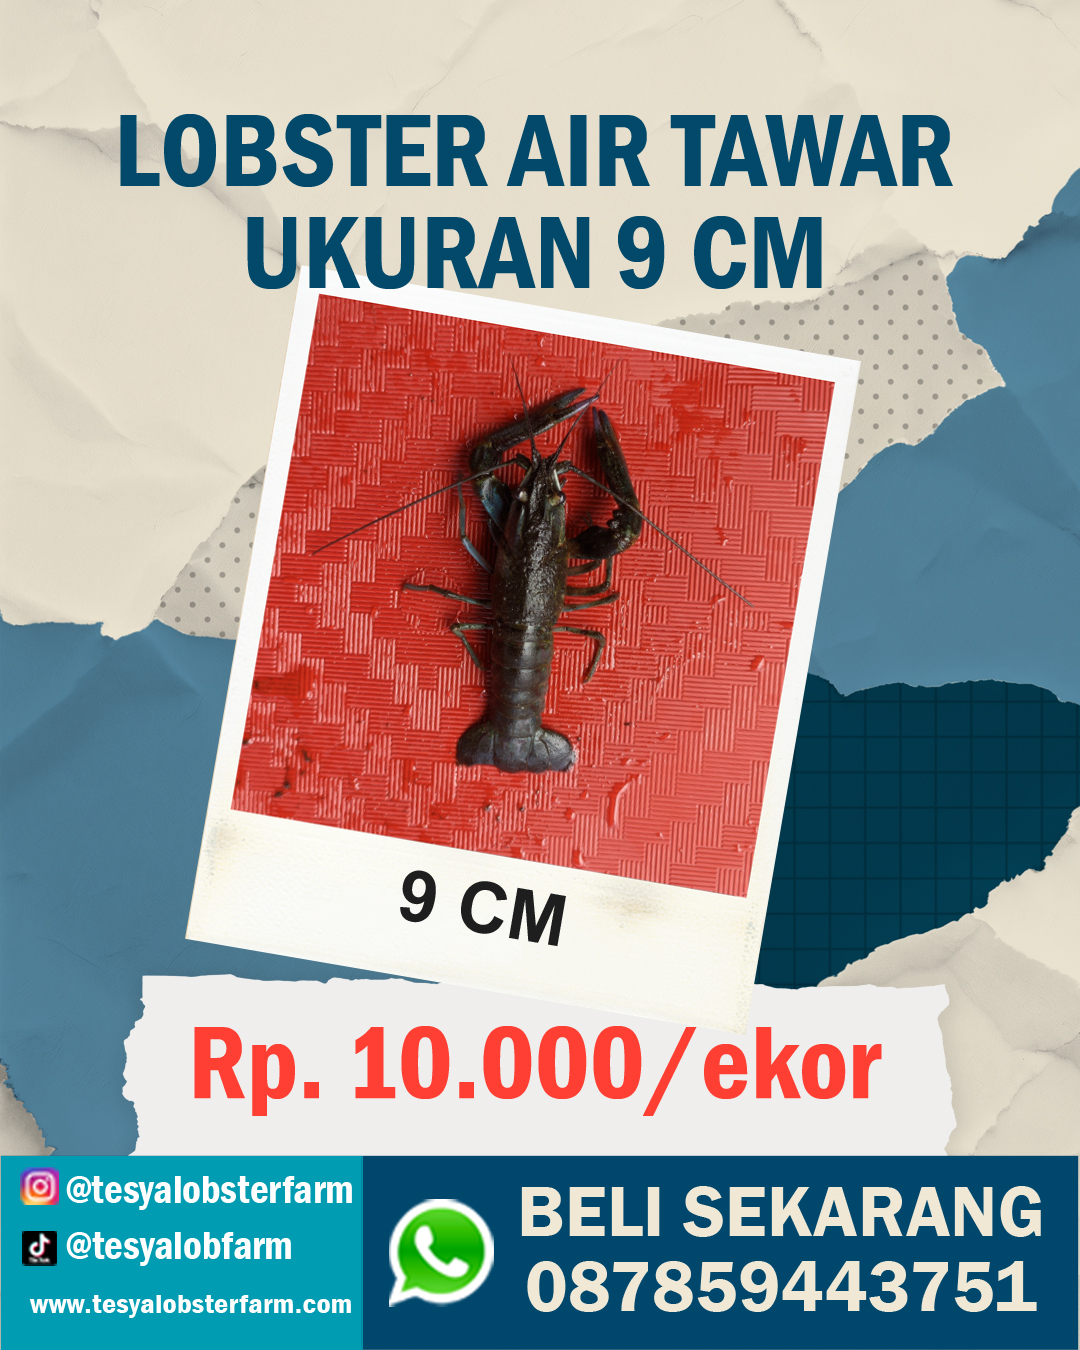 LOBSTER AIR TAWAR
UKURAN 9 CM
9 CM
Rp. 10.000/ekor
@tesyalobsterfarm
@tesyalobfarm
www.tesyalobsterfarm.com
BELI SEKARANG
087859443751